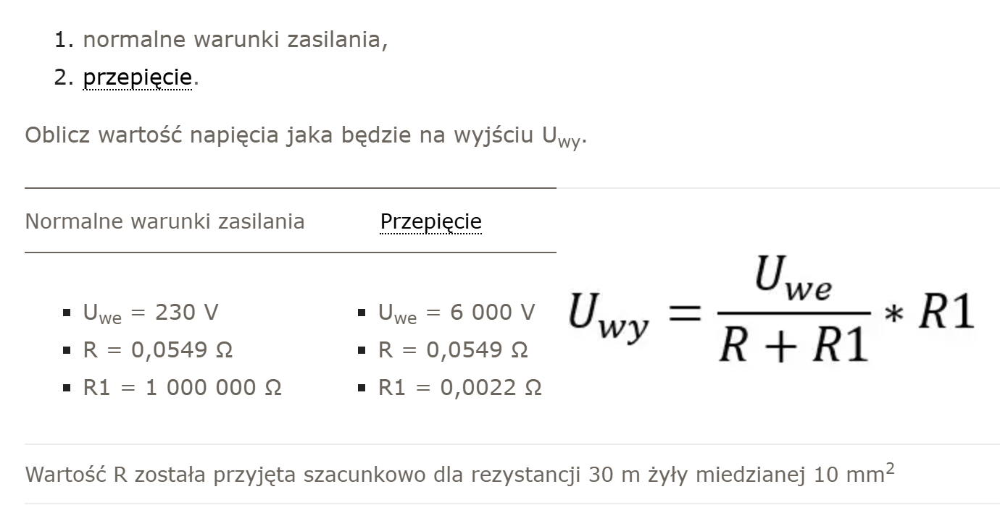 1. normalne warunki zasilania,
2. przepięcie.
Oblicz wartość napięcia jaka będzie na wyjściu Uwy.
Normalne warunki zasilania
Przepięcie
▪ Uwe = 230 V
▪ R = 0,0549 Ω
▪ R1 = 1 000 000 Ω
▪ Uwe = 6 000 V
▪ R = 0,0549 Ω
▪ R1 = 0,0022 Ω
Uwy = Uwe / (R + R1) * R1
Wartość R została przyjęta szacunkowo dla rezystancji 30 m żyły miedzianej 10 mm²